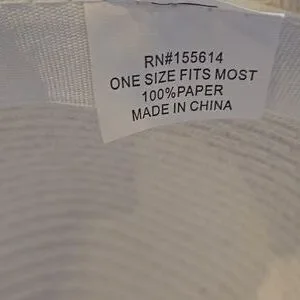 RN#155614
ONE SIZE FITS MOST
100%PAPER
MADE IN CHINA